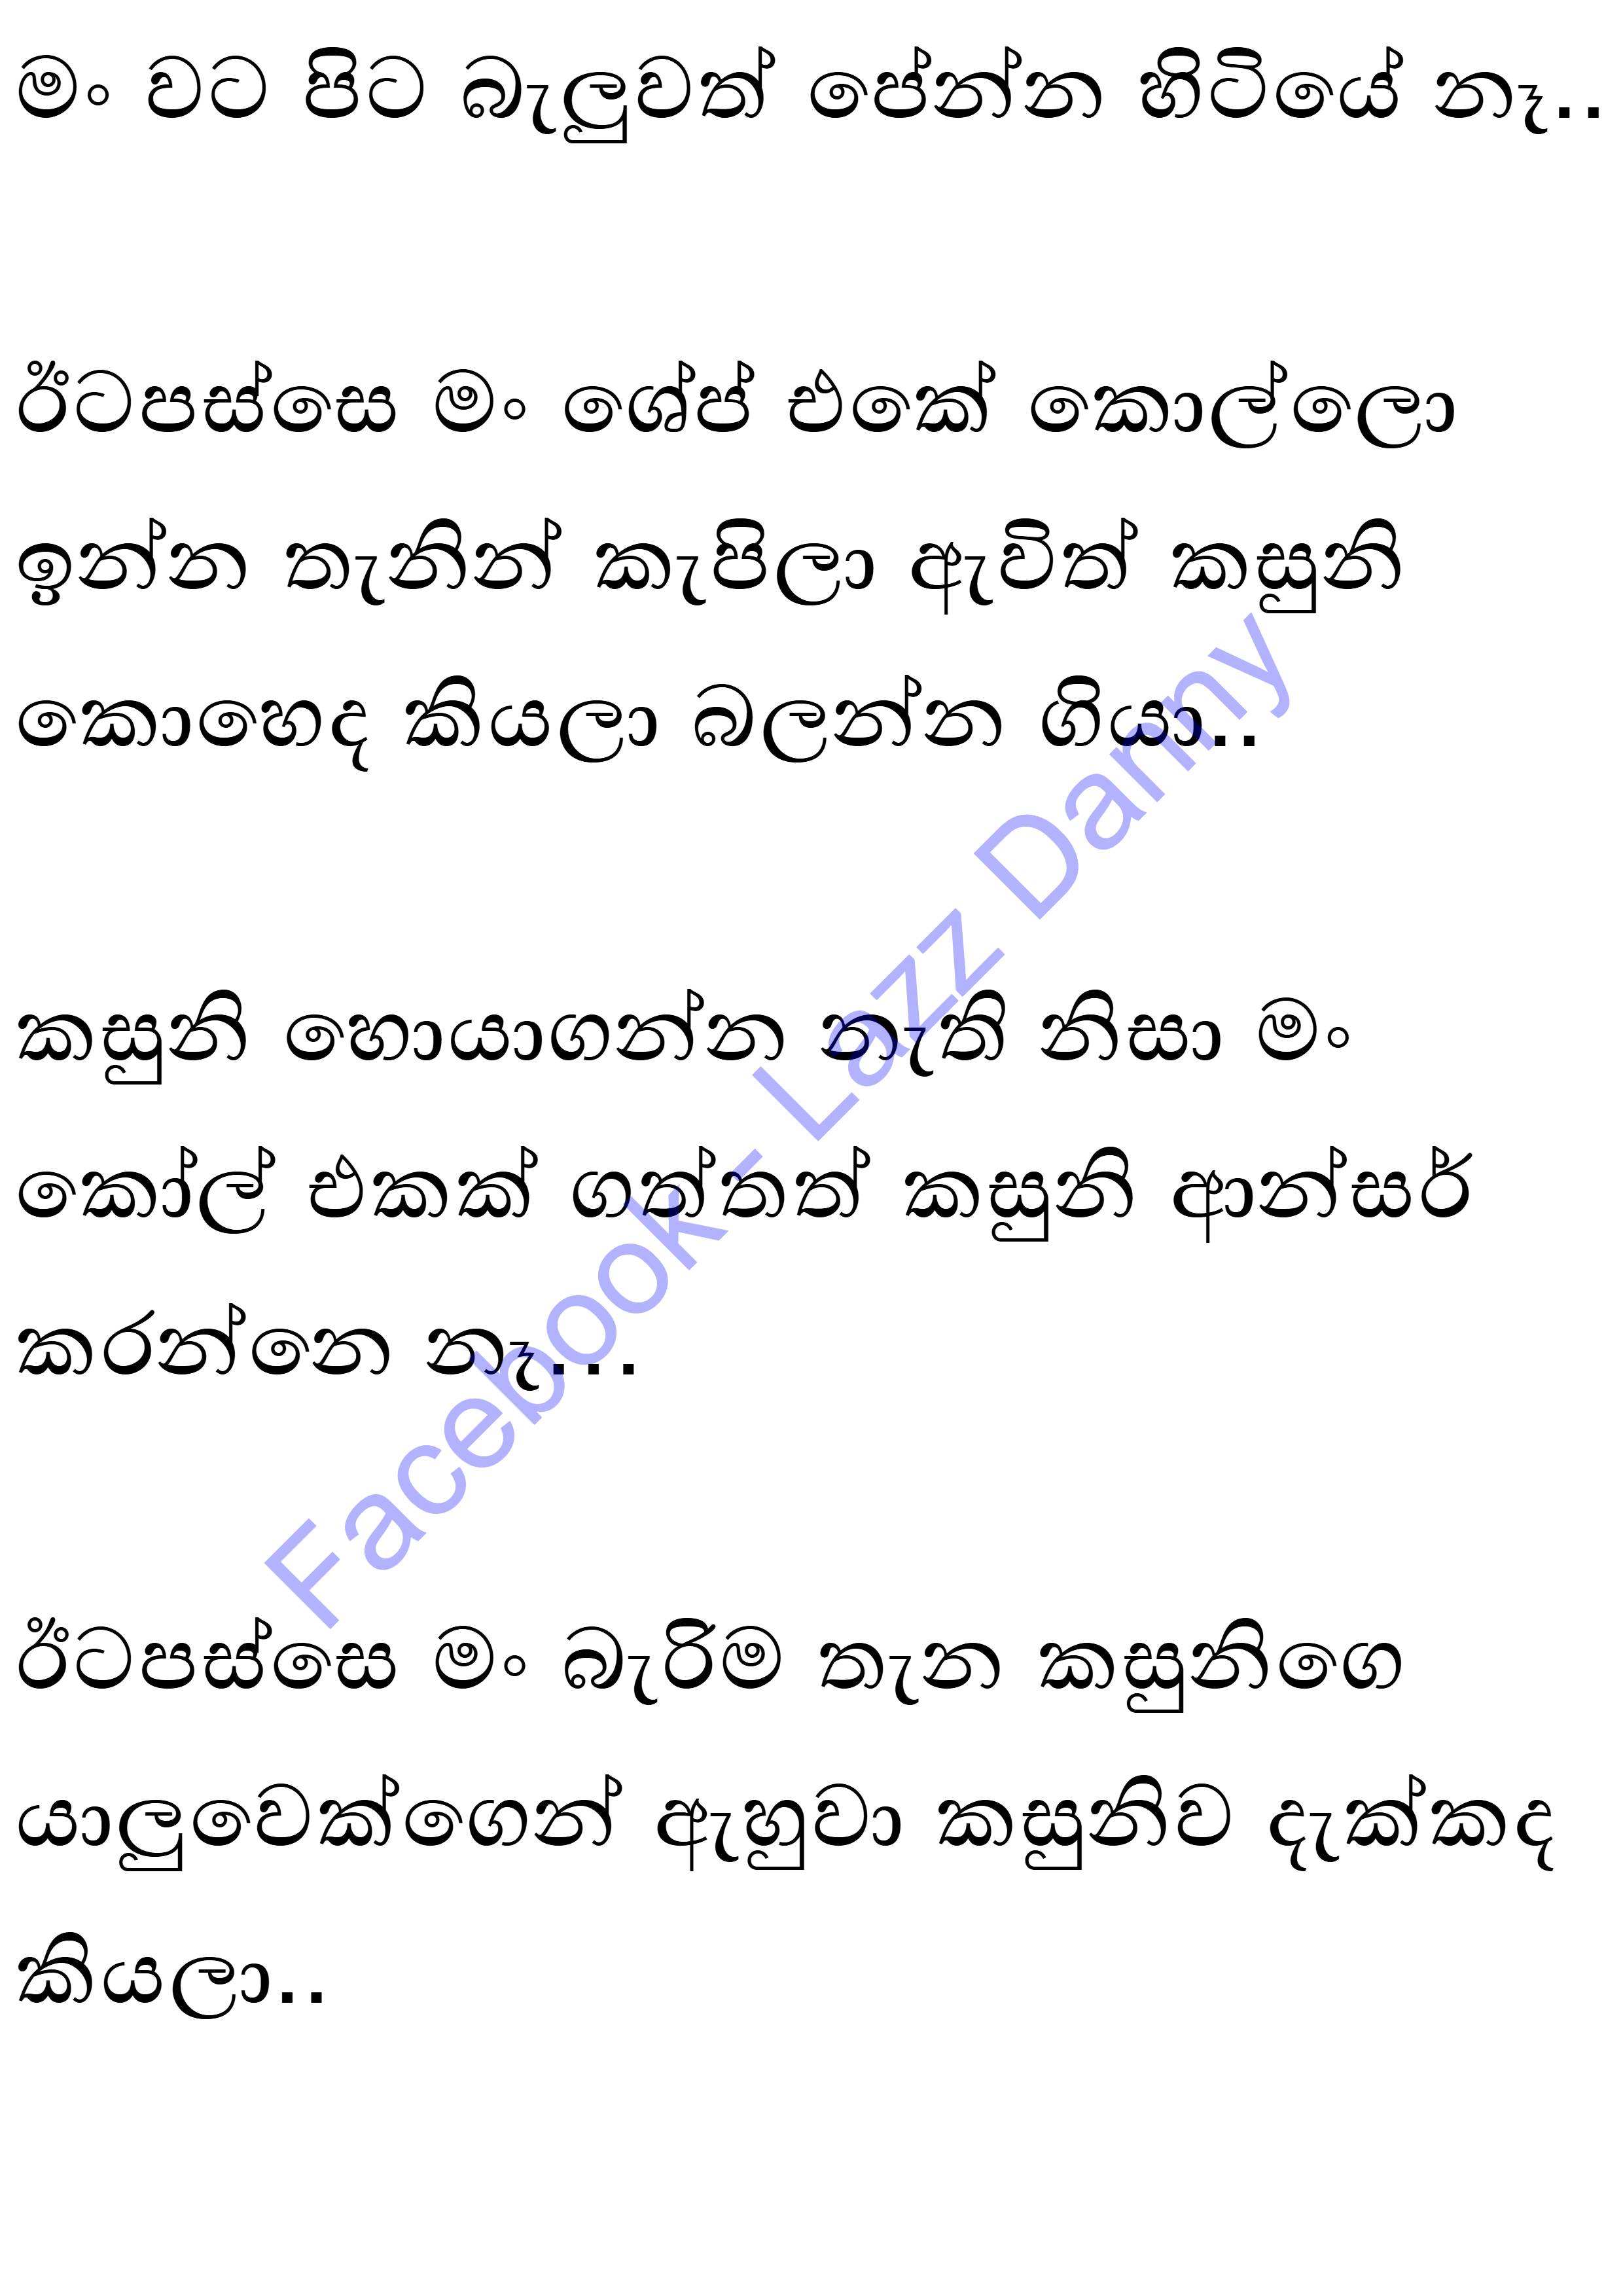 මං වට පිට බැලුවත් පේන්න හිටියේ නෑ..
ඊටපස්සෙ මං ශේප් එකේ කොල්ලො
ඉන්න තැනින් කැපිලා ඇවිත් කසුනි
කොහෙද කියලා බලන්න ගියා..
කසුනි හොයාගන්න නැති නිසා මං
කෝල් එකක් ගත්තත් කසුනි ආන්සර්
කරන්නෙ නෑ...
ඊටපස්සෙ මං බැරිම තැන කසුනිගෙ
යාලුවෙක්ගෙන් ඇහුවා කසුනිව දැක්කද
කියලා..
Facebook - Lazz Danny